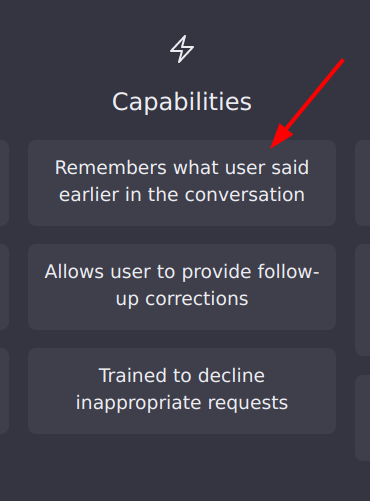 Capabilities
Remembers what user said
earlier in the conversation
Allows user to provide follow-
up corrections
Trained to decline
inappropriate requests